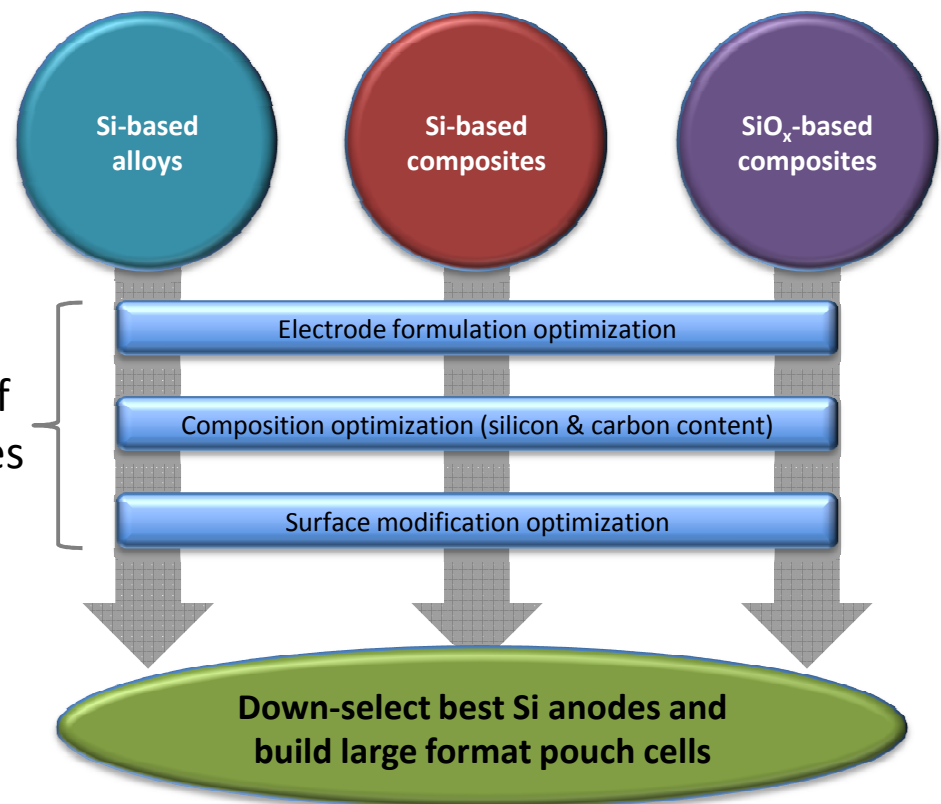 Si-based
alloys
Si-based
composites
SiOₓ-based
composites
Electrode formulation optimization
Composition optimization (silicon & carbon content)
Surface modification optimization
Down-select best Si anodes and
build large format pouch cells